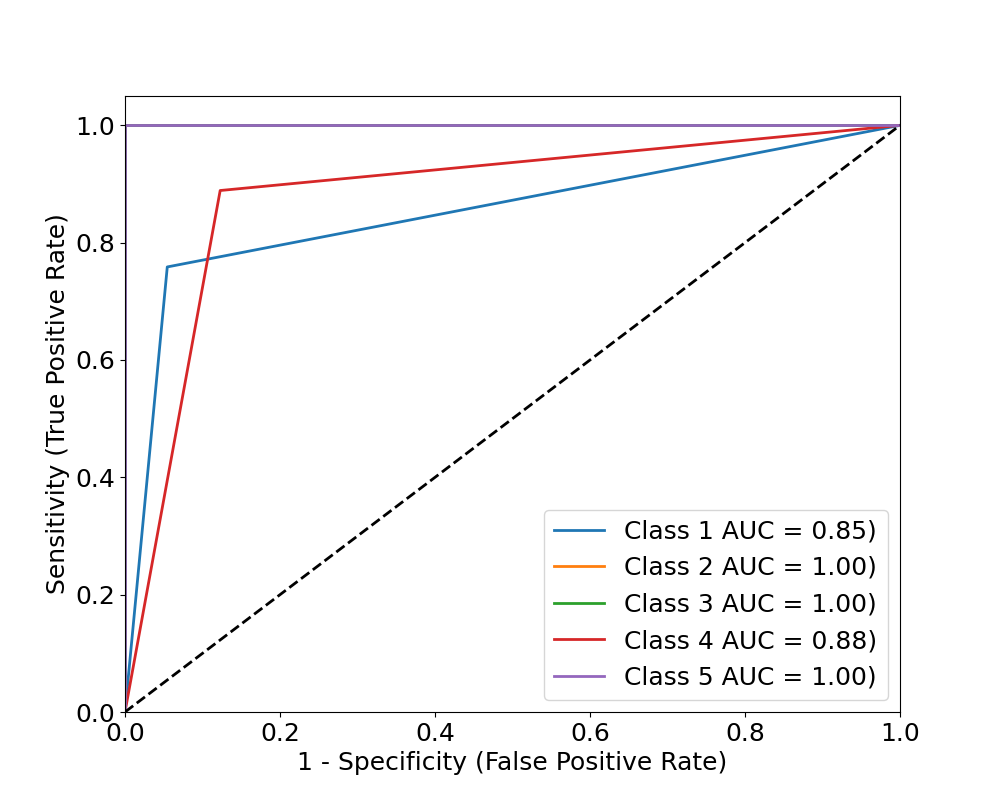 1.0
0.8
0.6
0.4
0.2
0.0
Sensitivity (True Positive Rate)
Class 1 AUC = 0.85)
Class 2 AUC = 1.00)
Class 3 AUC = 1.00)
Class 4 AUC = 0.88)
Class 5 AUC = 1.00)
0.0 0.2 0.4 0.6 0.8 1.0
1 - Specificity (False Positive Rate)